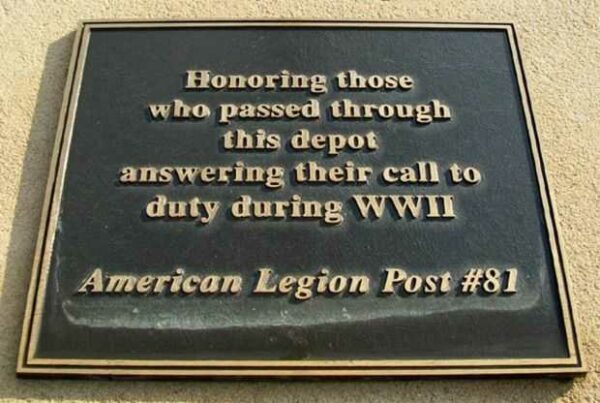 Honoring those
who passed through
this depot
answering their call to
duty during WWII
American Legion Post #81